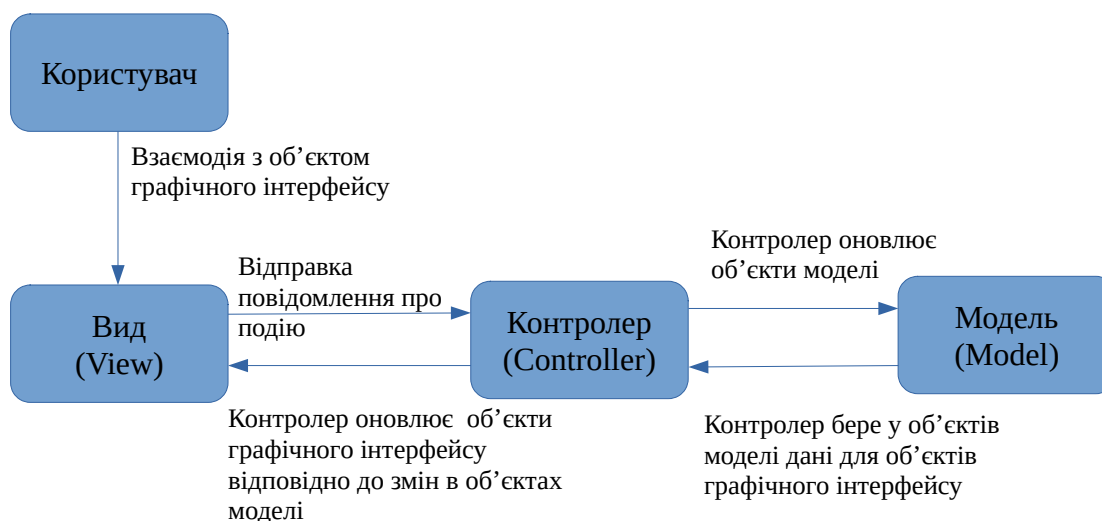 Користувач
Взаємодія з об’єктом
графічного інтерфейсу
Відправка
повідомлення про
подію
Контролер оновлює
об’єкти моделі
Вид
(View)
Контролер
(Controller)
Модель
(Model)
Контролер оновлює  об’єкти
графічного інтерфейсу
відповідно до змін в об’єктах
моделі
Контролер бере у об’єктів
моделі дані для об’єктів
графічного інтерфейсу